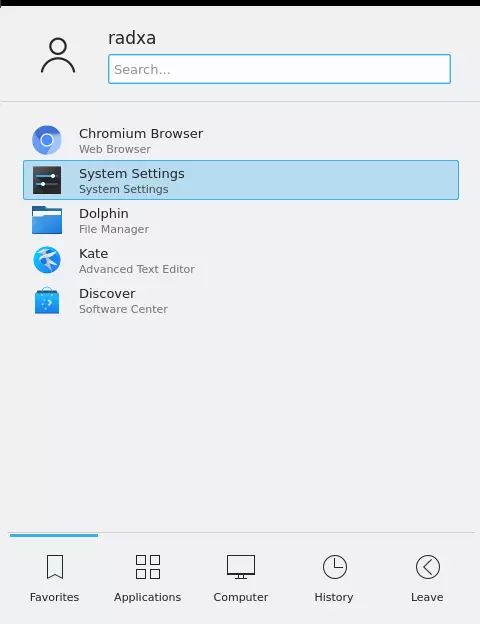 radxa
Search...
Chromium Browser
Web Browser
System Settings
System Settings
Dolphin
File Manager
Kate
Advanced Text Editor
Discover
Software Center
Favorites
Applications
Computer
History
Leave